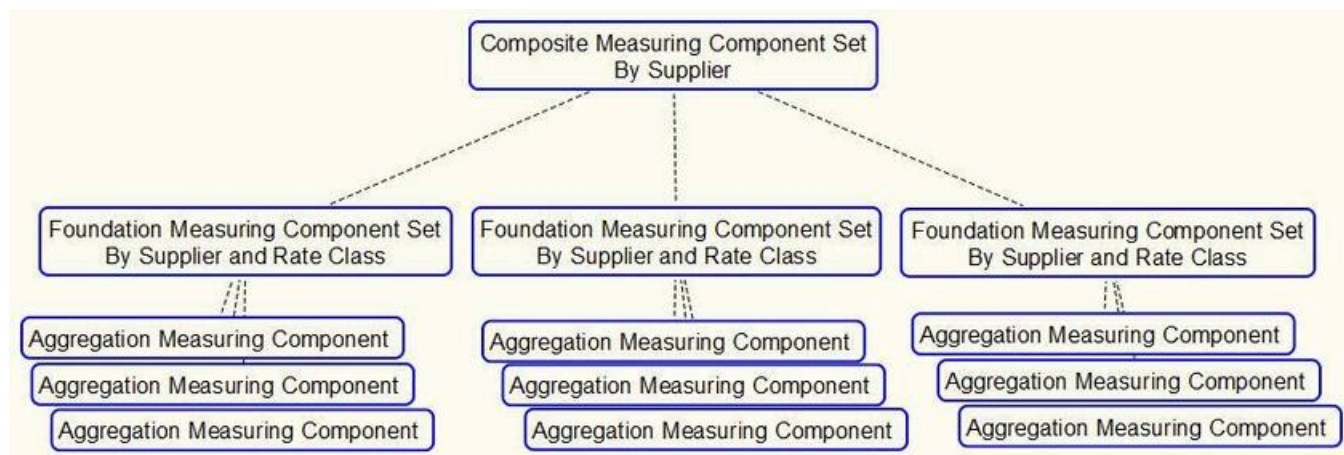 Composite Measuring Component Set
By Supplier
Foundation Measuring Component Set
By Supplier and Rate Class
Foundation Measuring Component Set
By Supplier and Rate Class
Foundation Measuring Component Set
By Supplier and Rate Class
Aggregation Measuring Component
Aggregation Measuring Component
Aggregation Measuring Component
Aggregation Measuring Component
Aggregation Measuring Component
Aggregation Measuring Component
Aggregation Measuring Component
Aggregation Measuring Component
Aggregation Measuring Component